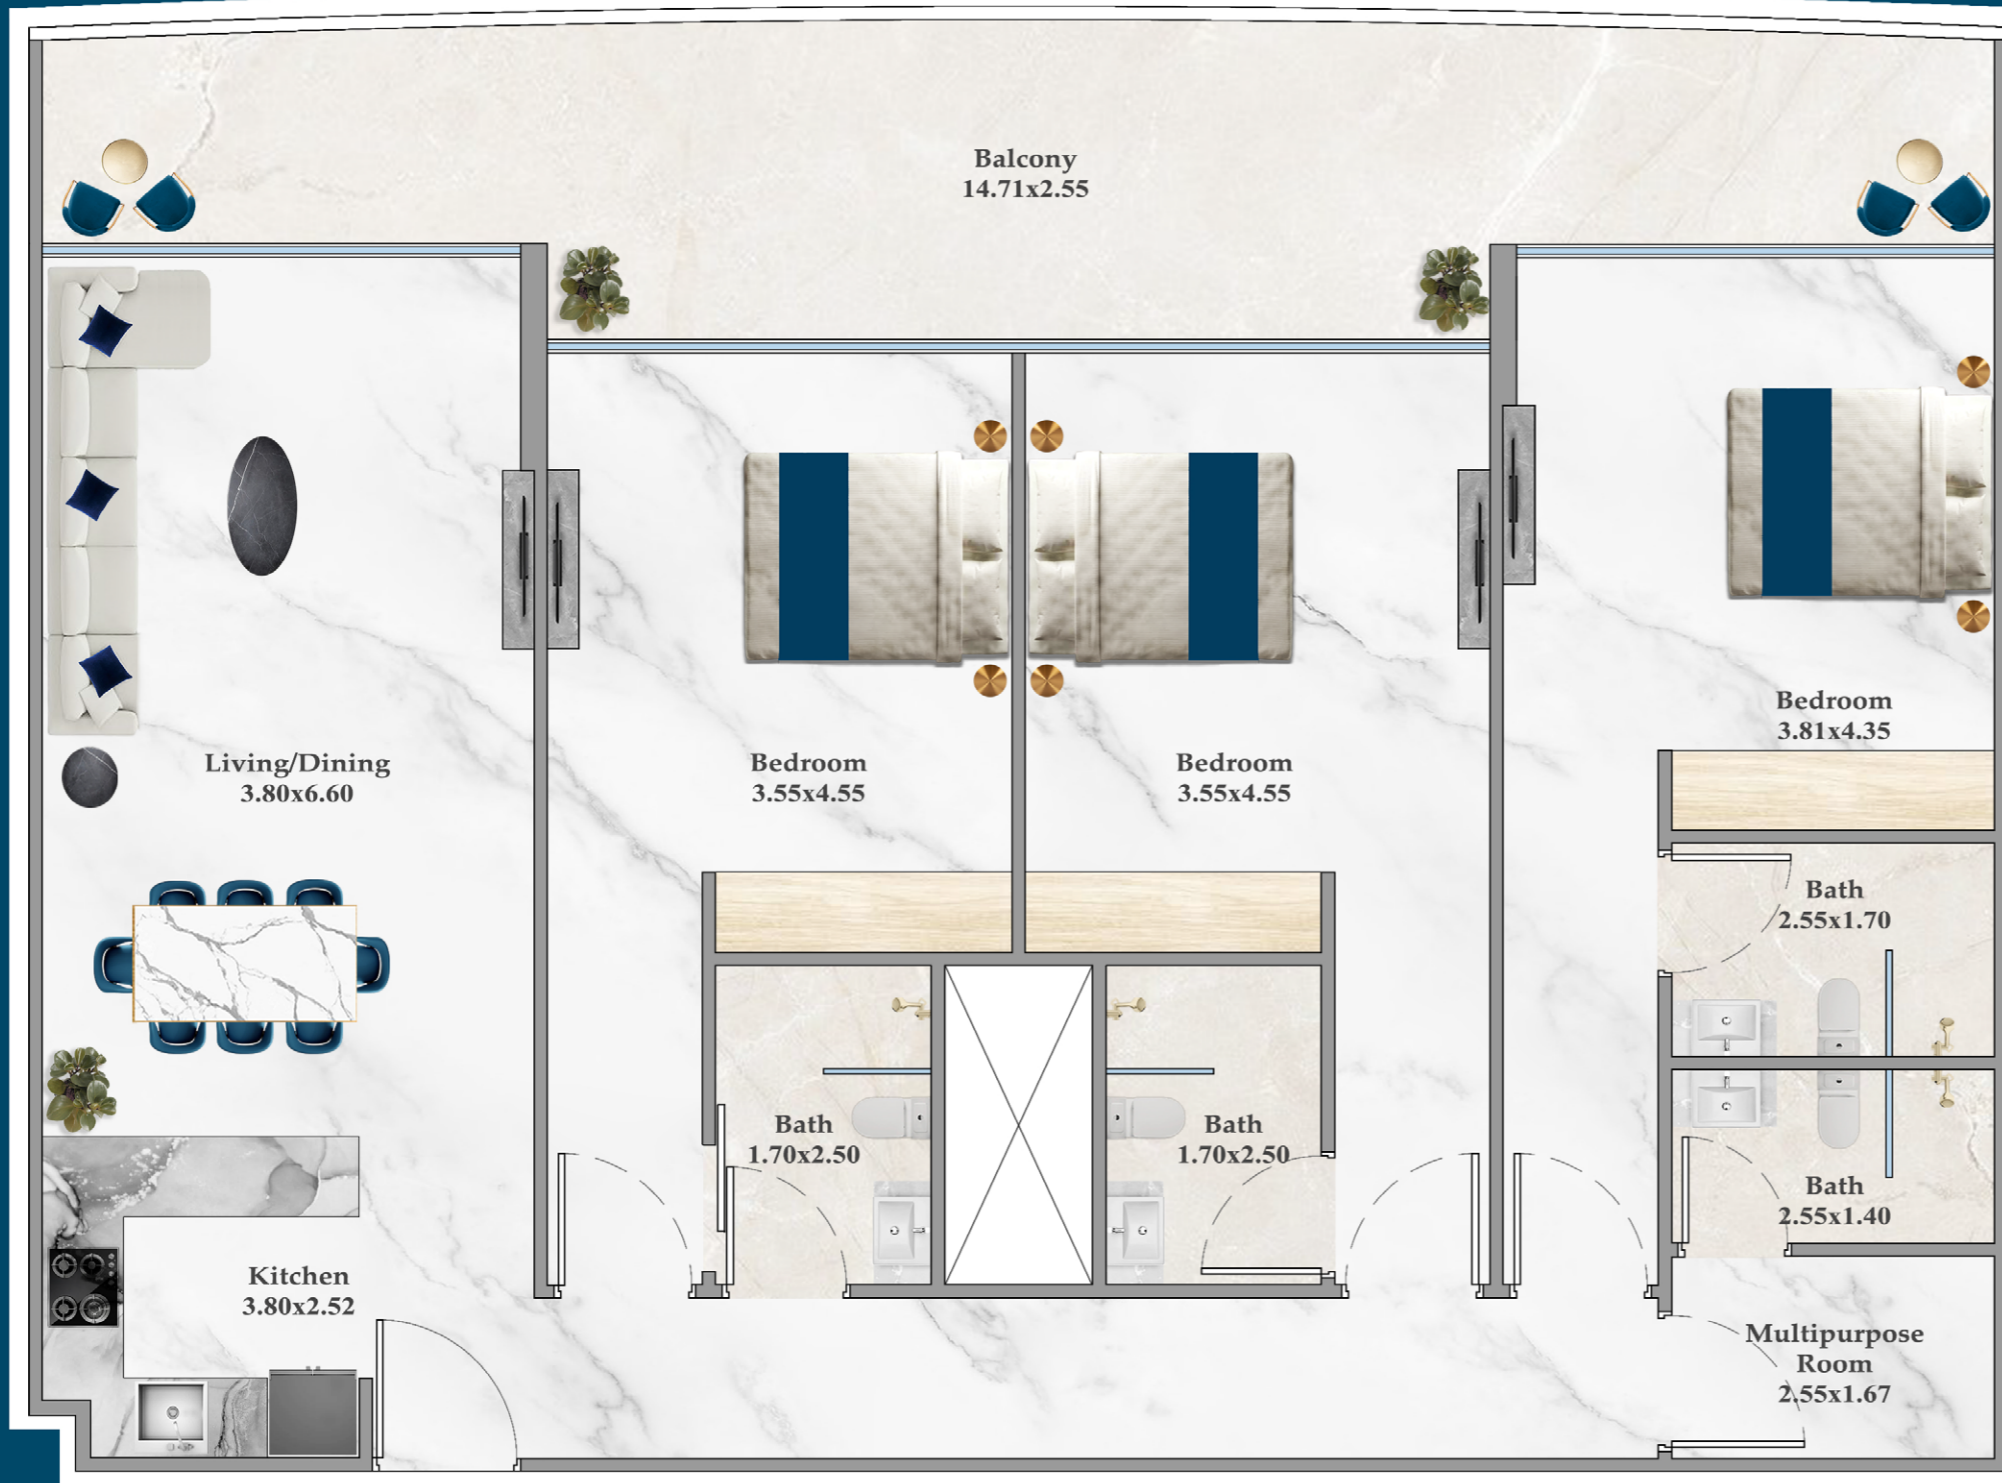 Balcony
14.71x2.55
Bedroom
3.81x4.35
Living/Dining
3.80x6.60
Bedroom
3.55x4.55
Bedroom
3.55x4.55
Bath
2.55x1.70
Bath
1.70x2.50
Bath
1.70x2.50
Bath
2.55x1.40
Kitchen
3.80x2.52
Multipurpose
Room
2.55x1.67